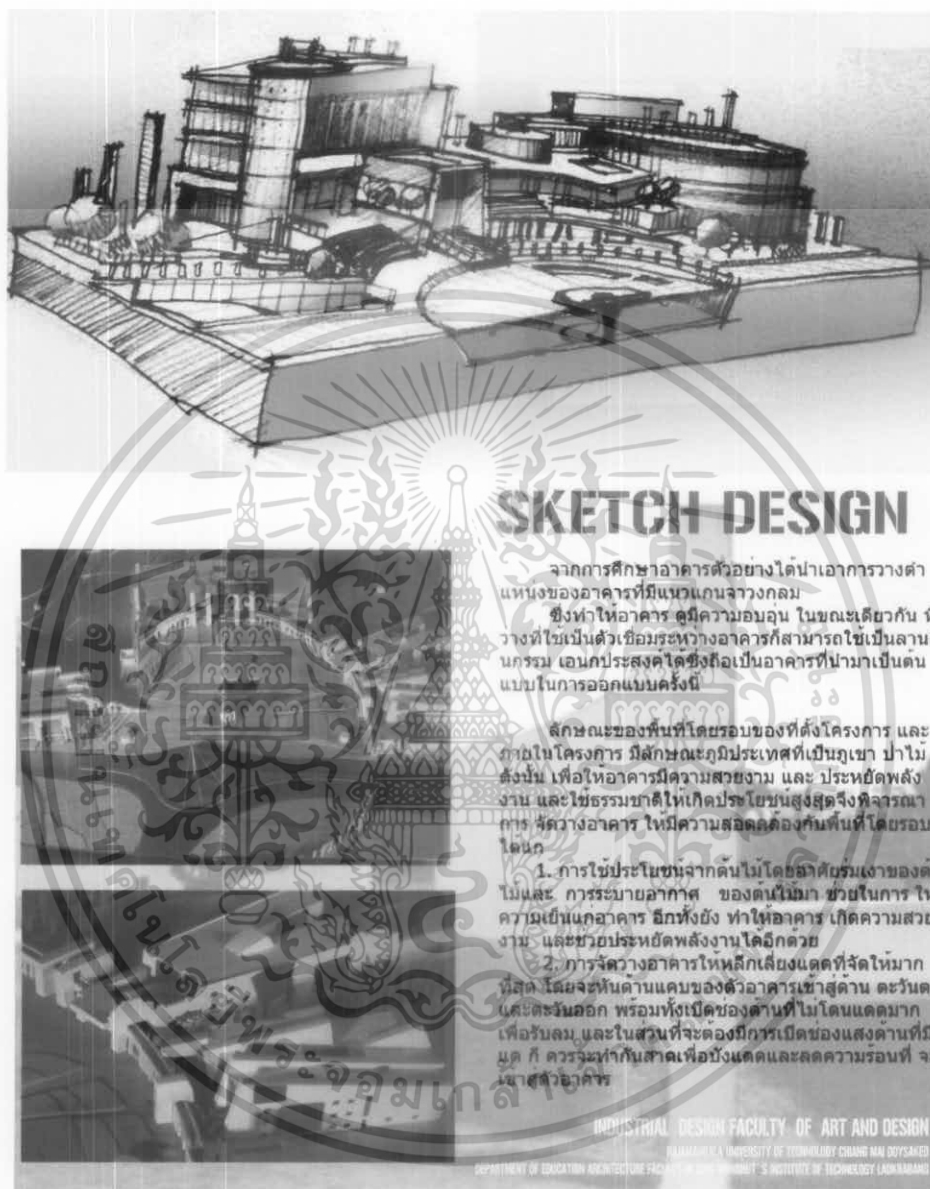 SKETCH DESIGN
จากการศึกษาอาคารตัวอย่างได้นำเอาการวางตำ
แหน่งของอาคารที่มีแนวแกนจาวงกลม
ซึ่งทำให้อาคาร ดูมีความอบอุ่น ในขณะเดียวกัน
วางที่ใช้เป็นตัวเชื่อมระหว่างอาคารก็สามารถใช้เป็นลาน
นกรรม เอนกประสงค์ได้ซึ่งถือเป็นอาคารที่นำมาเป็นต้น
แบบในการออกแบบครั้งนี้
ลักษณะของพื้นที่โดยรอบของที่ตั้งโครงการ และ
ภายในโครงการ มีลักษณะภูมิประเทศที่เป็นภูเขา ป่าไม้
ดังนั้น เพื่อให้อาคารมีความสวยงาม และ ประหยัดพลัง
งาน และใช้ธรรมชาติให้เกิดประโยชน์สูงสุดจึงพิจารณา
การ จัดวางอาคาร ให้มีความสอดคล้องกับพื้นที่โดยรอบ
ได้แก่
1. การใช้ประโยชน์จากต้นไม้โดยอาศัยร่มเงาของต้
ไม้และ การระบายอากาศ ของต้นไม้มา ช่วยในการ ให้
ความเย็นแก่อาคาร อีกทั้งยัง ทำให้อาคาร เกิดความสวย
งาม และช่วยประหยัดพลังงานได้อีกด้วย
2. การจัดวางอาคารให้หลีกเลี่ยงแดดที่จัดให้มาก
ที่สุด โดยจะหันด้านแคบของตัวอาคารเข้าสู่ด้าน ตะวันต
และตะวันออก พร้อมทั้งเปิดช่องด้านที่ไม่โดนแดดมาก
เพื่อรับลม และในส่วนที่จะต้องมีการเปิดช่องแสงด้านที่มี
แด ก็ ควรจะทำกันสาดเพื่อบังแดดและลดความร้อนที่ จะ
เข้าสู่ตัวอาคาร
INDUSTRIAL DESIGN FACULTY OF ART AND DESIGN
RAJAMANGALA UNIVERSITY OF TECHNOLOGY CHIANG MAI DOYSAKED
DEPARTMENT OF EDUCATION ARCHITECTURE S INSTITUTE OF TECHNOLOGY LADKRABANG